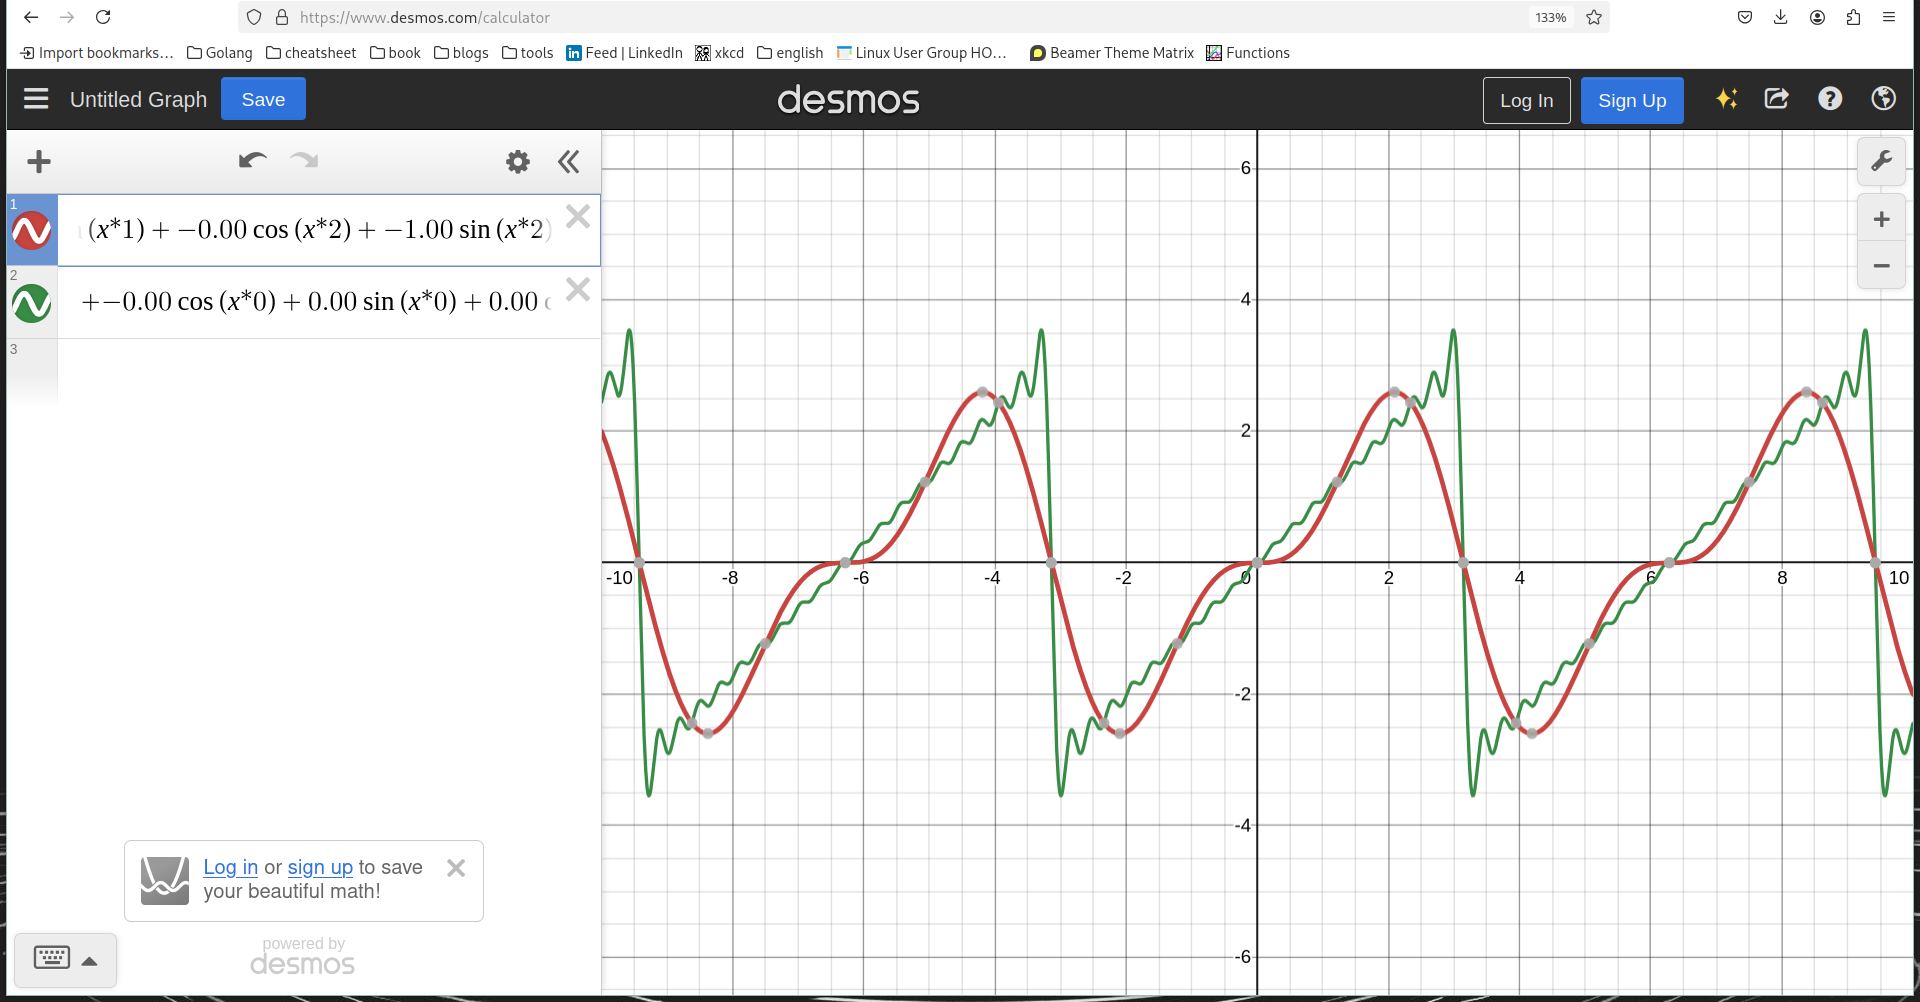 https://www.desmos.com/calculator 133%
Import bookmarks... Golang cheatsheet book blogs tools Feed | LinkedIn xkcd english Linux User Group HO... Beamer Theme Matrix Functions
Untitled Graph Save desmos Log In Sign Up
1
(x*1) + −0.00 cos (x*2) + −1.00 sin (x*2)
2
+−0.00 cos (x*0) + 0.00 sin (x*0) + 0.00 c
3
6
4
2
-10 -8 -6 -4 -2 0 2 4 6 8 10
-2
-4
-6
Log in or sign up to save
your beautiful math!
powered by
desmos